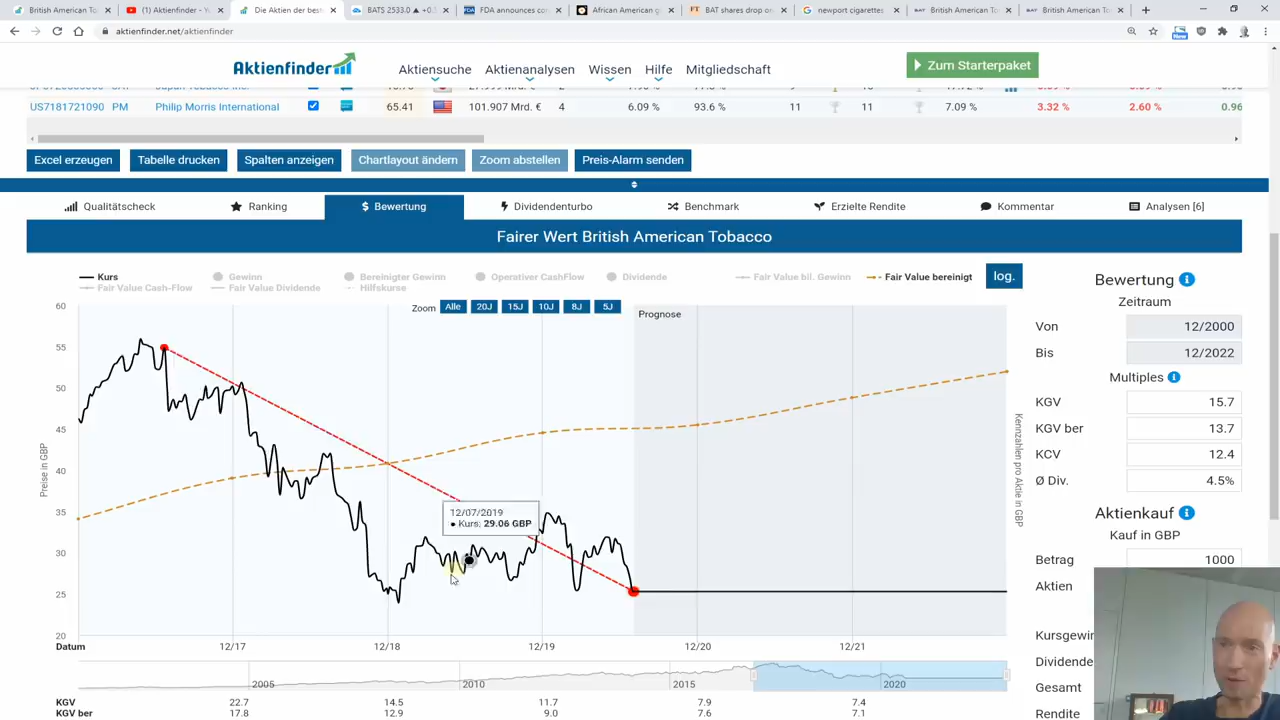 British American To
(1) Aktienfinder - Y
Die Aktien der best
BATS 2533.0 ▲ +0.5
FDA announces co
African American g
BAT shares drop on
newport cigarettes
British American To
British American To
aktienfinder.net/aktienfinder
New
Aktienfinder
Aktiensuche Aktienanalysen Wissen Hilfe Mitgliedschaft
Zum Starterpaket
US7181721090 PM Philip Morris International 65.41 101.907 Mrd. € 4 6.09 % 93.6 % 11 11 7.09 % 3.32 % 2.60 % 0.96
Excel erzeugen Tabelle drucken Spalten anzeigen Chartlayout ändern Zoom abstellen Preis-Alarm senden
Qualitätscheck Ranking Bewertung Dividendenturbo Benchmark Erzielte Rendite Kommentar Analysen [6]
Fairer Wert British American Tobacco
Kurs Gewinn Bereinigter Gewinn Operativer CashFlow Dividende Fair Value bil. Gewinn Fair Value bereinigt
Fair Value Cash-Flow Fair Value Dividende Hilfskurse
log.
Zoom Alle 20J 15J 10J 8J 5J
Prognose
60
55
50
45
40
35
30
25
20
Preise in GBP
Kennzahlen pro Aktie in GBP
12/07/2019
● Kurs: 29.06 GBP
Datum 12/17 12/18 12/19 12/20 12/21
2005 2010 2015 2020
KGV 22.7 14.5 11.7 7.9 7.4
KGV ber 17.8 12.9 9.0 7.6 7.1
Bewertung
Zeitraum
Von 12/2000
Bis 12/2022
Multiples
KGV 15.7
KGV ber 13.7
KCV 12.4
Ø Div. 4.5%
Aktienkauf
Kauf in GBP
Betrag 1000
Aktien
Kursgewi
Dividende
Gesamt
Rendite